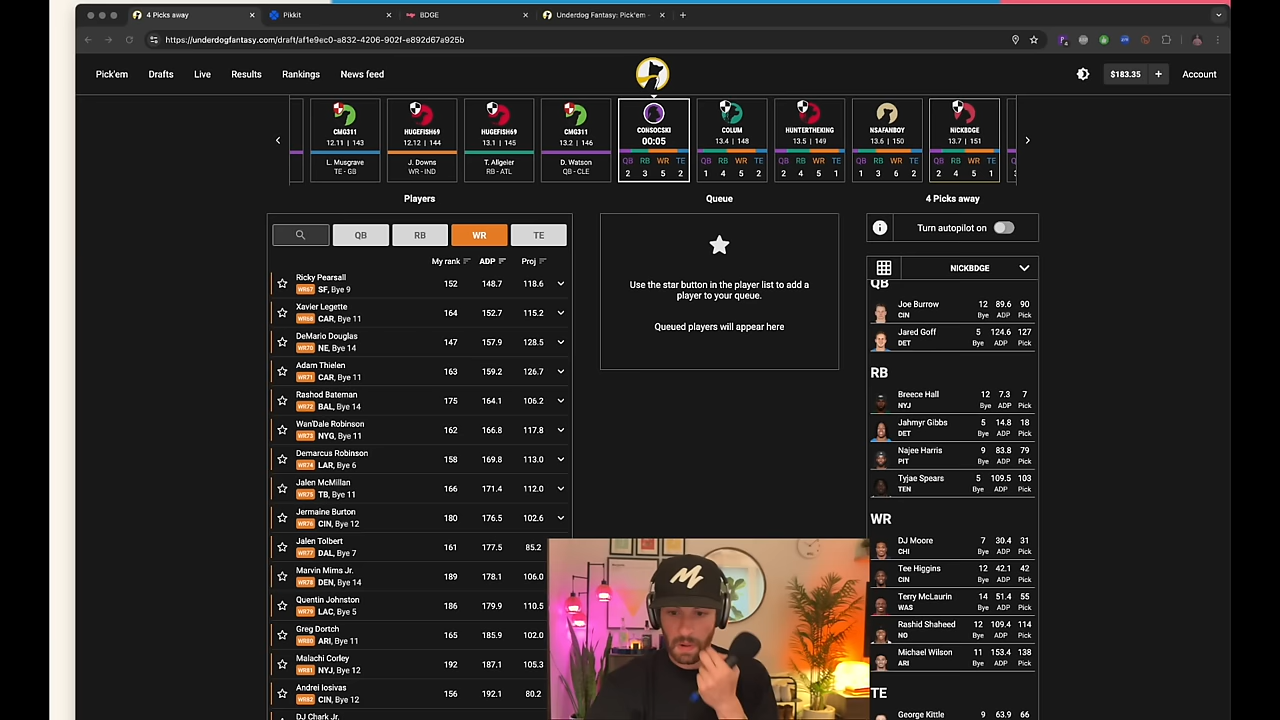 4 Picks away
Pikkit
BDGE
Underdog Fantasy: Pick'em -
https://underdogfantasy.com/draft/af1e9ec0-a832-4206-902f-e892d67a925b
Pick'em
Drafts
Live
Results
Rankings
News feed
$183.35
Account
CMG311
12.11 | 143
L. Musgrave
TE - GB
HUGEFISH69
12.12 | 144
J. Downs
WR - IND
HUGEFISH69
13.1 | 145
T. Allgeier
RB - ATL
CMG311
13.2 | 146
D. Watson
QB - CLE
CONSOCSKI
00:05
QB RB WR TE
2 3 5 2
COLUM
13.4 | 148
QB RB WR TE
1 4 5 2
HUNTERTHEKING
13.5 | 149
QB RB WR TE
2 4 5 1
NSAFANBOY
13.6 | 150
QB RB WR TE
1 3 6 2
NICKBDGE
13.7 | 151
QB RB WR TE
2 4 5 1
Players
QB
RB
WR
TE
My rank ADP Proj
Ricky Pearsall
WR67 SF, Bye 9
152 148.7 118.6
Xavier Legette
WR68 CAR, Bye 11
164 152.7 115.2
DeMario Douglas
WR70 NE, Bye 14
147 157.9 128.5
Adam Thielen
WR71 CAR, Bye 11
163 159.2 126.7
Rashod Bateman
WR72 BAL, Bye 14
175 164.1 106.2
Wan'Dale Robinson
WR73 NYG, Bye 11
162 166.8 117.8
Demarcus Robinson
WR74 LAR, Bye 6
158 169.8 113.0
Jalen McMillan
WR75 TB, Bye 11
166 171.4 112.0
Jermaine Burton
WR76 CIN, Bye 12
180 176.5 102.6
Jalen Tolbert
WR77 DAL, Bye 7
161 177.5 85.2
Marvin Mims Jr.
WR78 DEN, Bye 14
189 178.1 106.0
Quentin Johnston
WR79 LAC, Bye 5
186 179.9 110.5
Greg Dortch
WR80 ARI, Bye 11
165 185.9 102.0
Malachi Corley
WR81 NYJ, Bye 12
192 187.1 105.3
Andrei Iosivas
WR82 CIN, Bye 12
156 192.1 80.2
DJ Chark Jr.
Queue
Use the star button in the player list to add a
player to your queue.
Queued players will appear here
4 Picks away
Turn autopilot on
NICKBDGE
QB
Joe Burrow 12 89.6 90
CIN Bye ADP Pick
Jared Goff 5 124.6 127
DET Bye ADP Pick
RB
Breece Hall 12 7.3 7
NYJ Bye ADP Pick
Jahmyr Gibbs 5 14.8 18
DET Bye ADP Pick
Najee Harris 9 83.8 79
PIT Bye ADP Pick
Tyjae Spears 5 109.5 103
TEN Bye ADP Pick
WR
DJ Moore 7 30.4 31
CHI Bye ADP Pick
Tee Higgins 12 42.1 42
CIN Bye ADP Pick
Terry McLaurin 14 51.4 55
WAS Bye ADP Pick
Rashid Shaheed 12 109.4 114
NO Bye ADP Pick
Michael Wilson 11 153.4 138
ARI Bye ADP Pick
TE
George Kittle 9 63.9 66